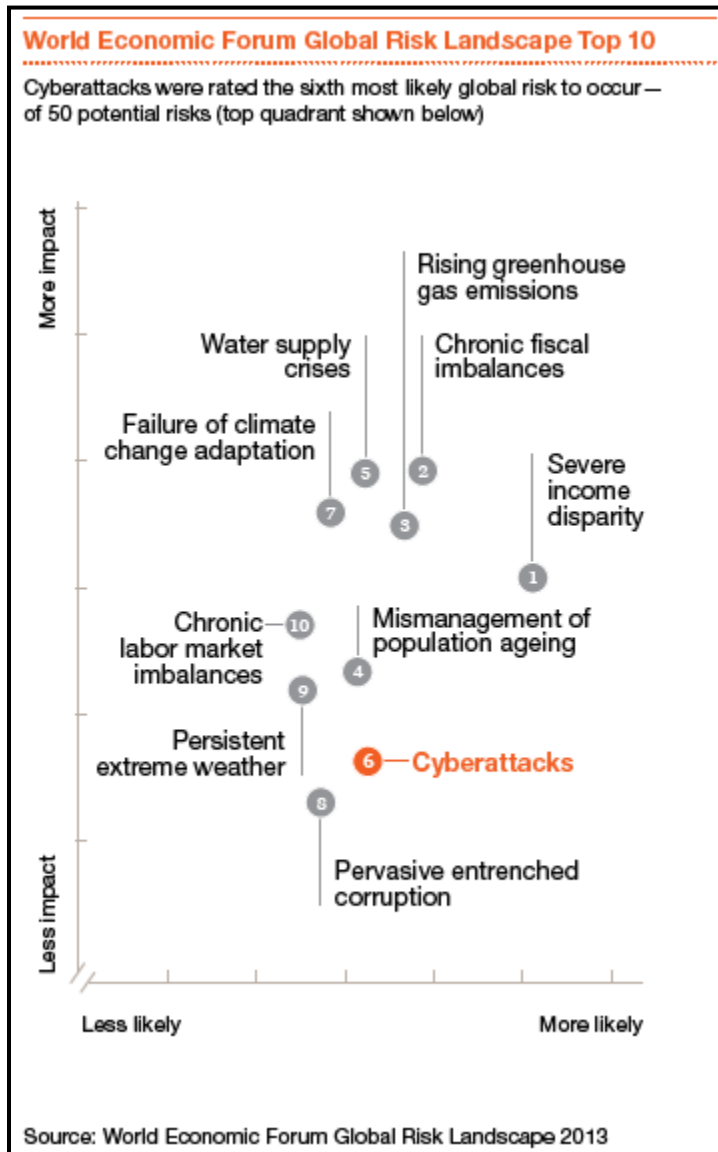 World Economic Forum Global Risk Landscape Top 10
Cyberattacks were rated the sixth most likely global risk to occur—
of 50 potential risks (top quadrant shown below)
More impact
Rising greenhouse
gas emissions
Water supply
crises
Chronic fiscal
imbalances
Failure of climate
change adaptation
5
2
Severe
income
disparity
7
3
1
Chronic
labor market
imbalances
10
Mismanagement of
population ageing
4
9
Persistent
extreme weather
6
Cyberattacks
8
Pervasive entrenched
corruption
Less impact
Less likely
More likely
Source: World Economic Forum Global Risk Landscape 2013